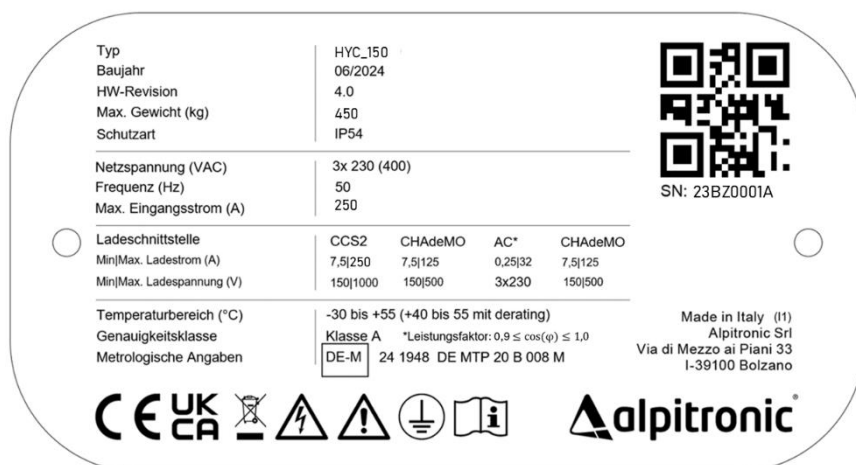 Typ HYC_150
Baujahr 06/2024
HW-Revision 4.0
Max. Gewicht (kg) 450
Schutzart IP54
SN: 23BZ0001A
Netzspannung (VAC) 3x 230 (400)
Frequenz (Hz) 50
Max. Eingangsstrom (A) 250
Ladeschnittstelle CCS2 CHAdeMO AC* CHAdeMO
Min|Max. Ladestrom (A) 7,5|250 7,5|125 0,25|32 7,5|125
Min|Max. Ladespannung (V) 150|1000 150|500 3x230 150|500
Temperaturbereich (°C) -30 bis +55 (+40 bis 55 mit derating)
Genauigkeitsklasse Klasse A *Leistungsfaktor: 0,9 ≤ cos(φ) ≤ 1,0
Metrologische Angaben DE-M 24 1948 DE MTP 20 B 008 M
Made in Italy (I1)
Alpitronic Srl
Via di Mezzo ai Piani 33
I-39100 Bolzano
CE UK
CA
alpitronic®